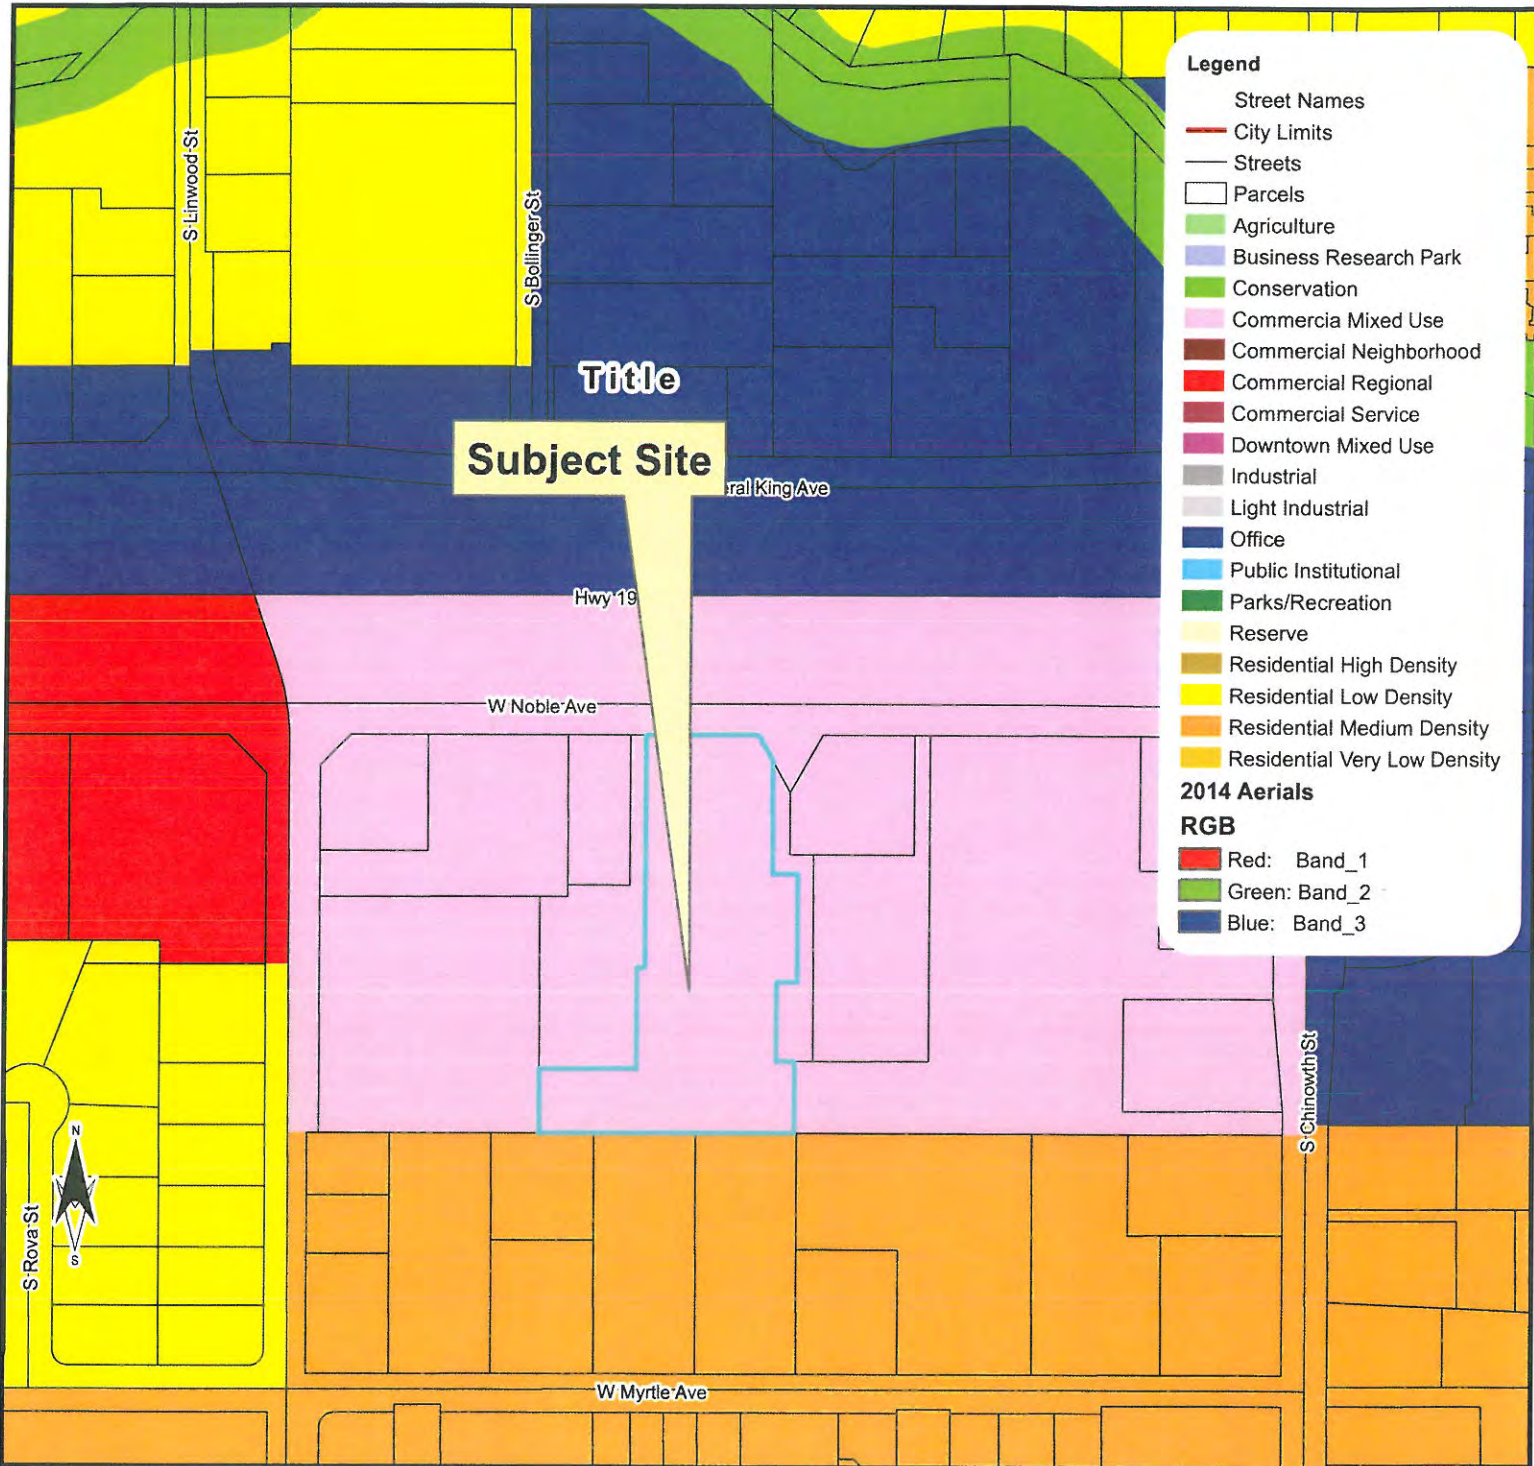 Legend
Street Names
City Limits
Streets
Parcels
Agriculture
Business Research Park
Conservation
Commercia Mixed Use
Commercial Neighborhood
Commercial Regional
Commercial Service
Downtown Mixed Use
Industrial
Light Industrial
Office
Public Institutional
Parks/Recreation
Reserve
Residential High Density
Residential Low Density
Residential Medium Density
Residential Very Low Density
2014 Aerials
RGB
Red: Band_1
Green: Band_2
Blue: Band_3
S Linwood St
S Bollinger St
Title
Subject Site
eral King Ave
Hwy 19
W Noble Ave
S Chinowth St
N
S
S Rova St
W Myrtle Ave